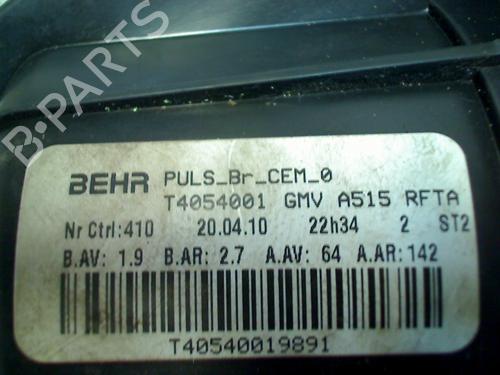 B-PARTS
BEHR PULS_Br_CEM_0
T4054001 GMV A515 RFTA
Nr Ctrl:410 20.04.10 22h34 2 ST2
B.AV: 1.9 B.AR: 2.7 A.AV: 64 A.AR: 142
T40540019891